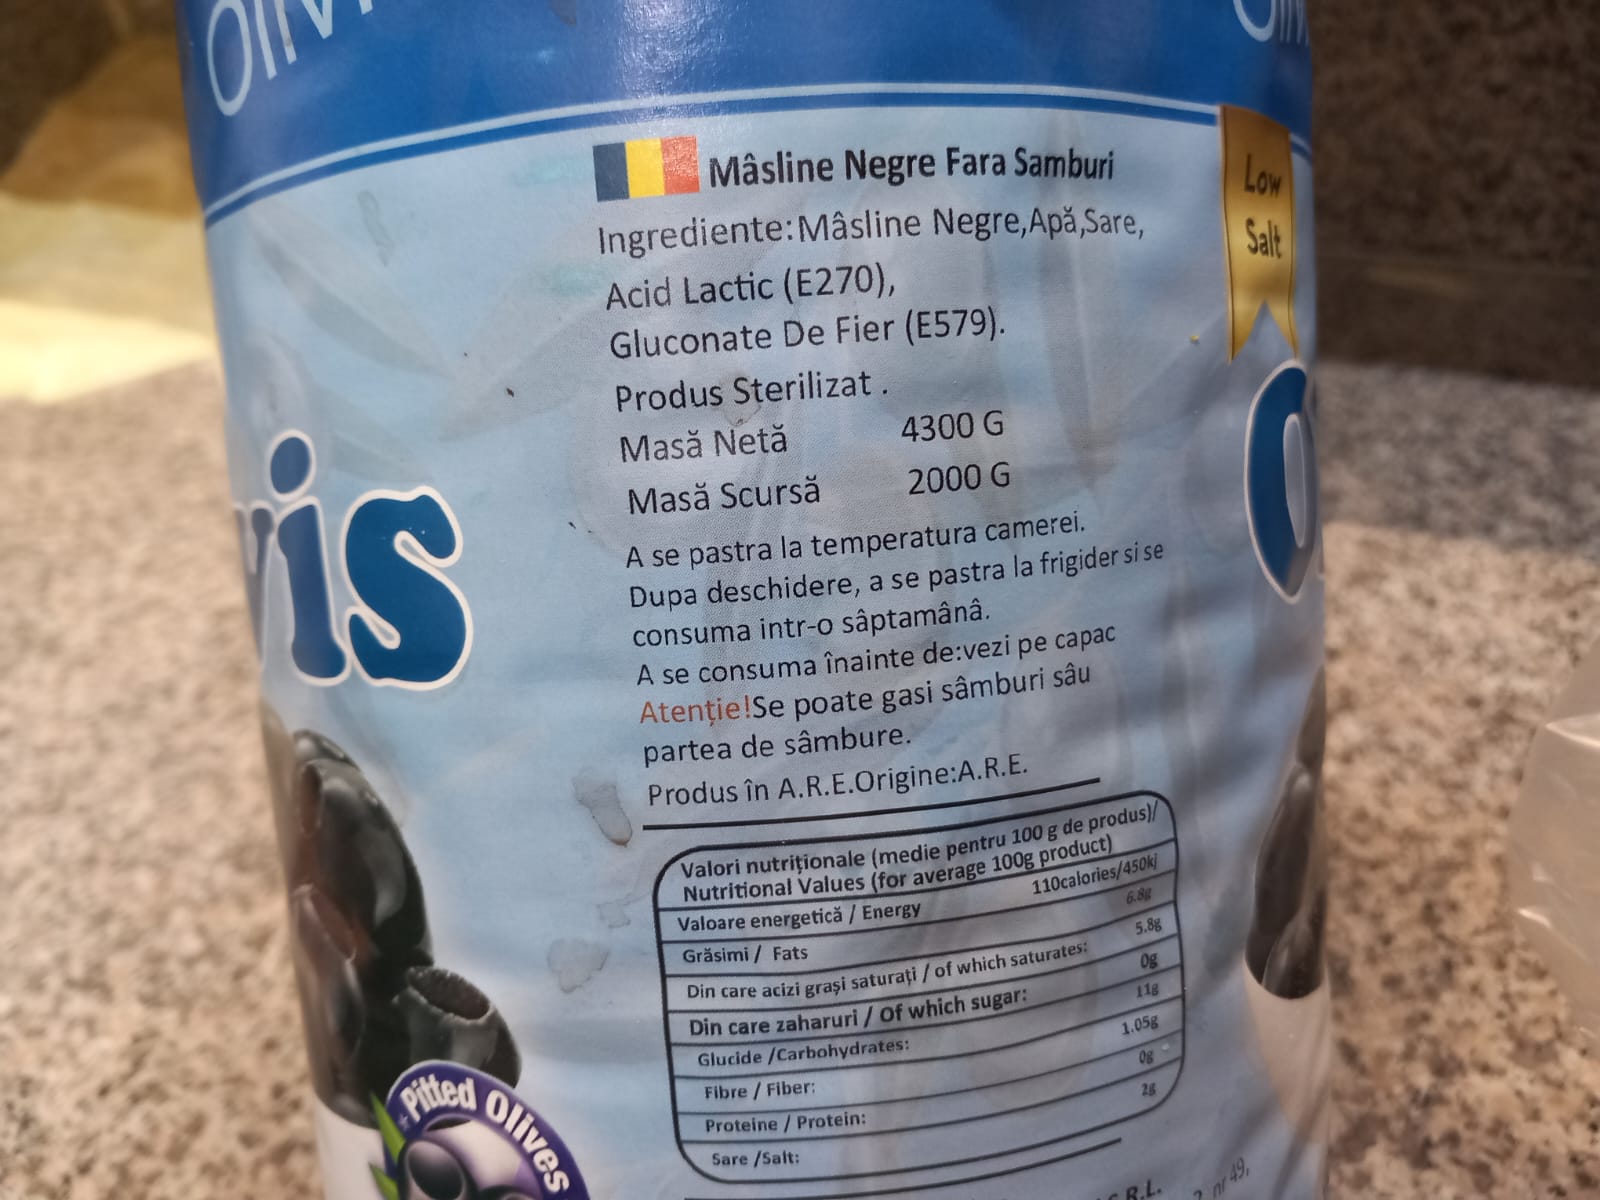 Low
Salt
Mâsline Negre Fara Samburi
Ingrediente:Mâsline Negre,Apă,Sare,
Acid Lactic (E270),
Gluconate De Fier (E579).
Produs Sterilizat .
Masă Netă 4300 G
Masă Scursă 2000 G
A se pastra la temperatura camerei.
Dupa deschidere, a se pastra la frigider si se
consuma intr-o sâptamânâ.
A se consuma înainte de:vezi pe capac
Atenție!Se poate gasi sâmburi sâu
partea de sâmbure.
Produs în A.R.E.Origine:A.R.E.
Valori nutriționale (medie pentru 100 g de produs)/
Nutritional Values (for average 100g product)
Valoare energetică / Energy 110calories/450kj
Grăsimi / Fats 6.8g
Din care acizi grași saturați / of which saturates: 5.8g
Din care zaharuri / Of which sugar: 0g
Glucide /Carbohydrates: 11g
Fibre / Fiber: 1.05g
Proteine / Protein: 0g
Sare /Salt: 2g
Pitted Olives
R.L.
nr 49,